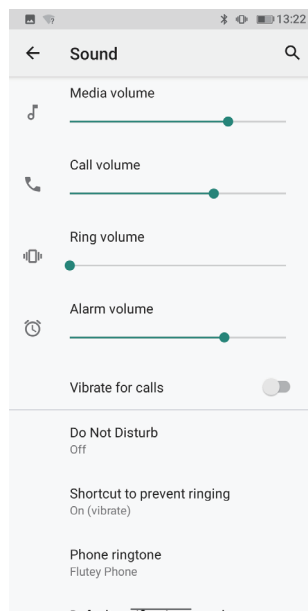 13:22
Sound
Media volume
Call volume
Ring volume
Alarm volume
Vibrate for calls
Do Not Disturb
Off
Shortcut to prevent ringing
On (vibrate)
Phone ringtone
Flutey Phone